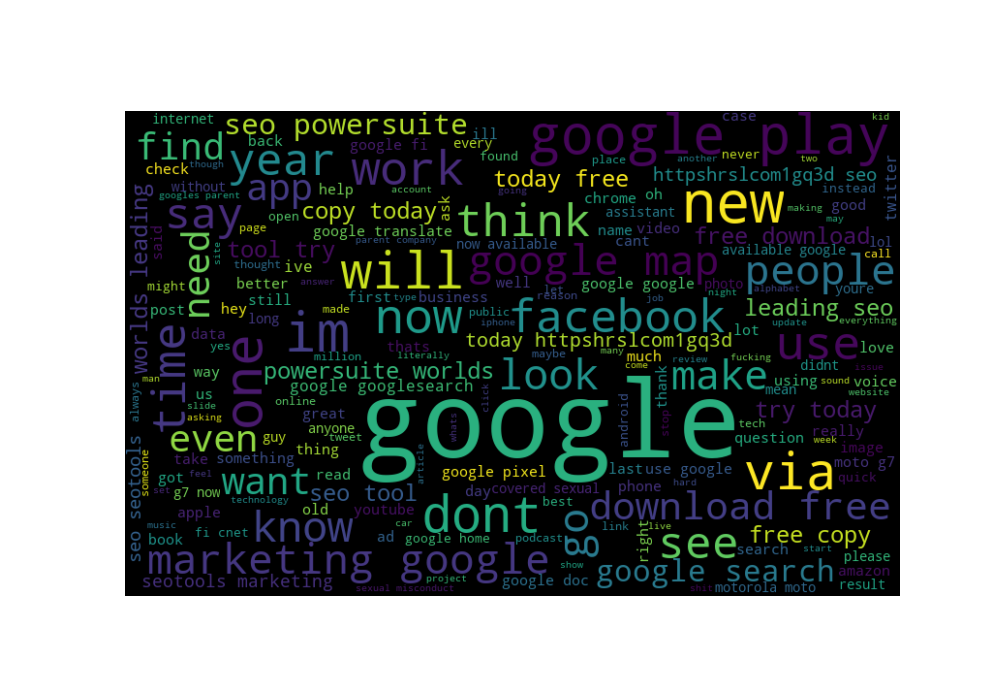 internet
seo powersuite
ill
google play
case
kid
find
back
google fi
every
year
work
found
place
another
never
two
check
though
app
help
today free
httpshrslcom1gq3d seo
twitter
without
account
going
chrome
oh
instead
googles parent
new
worlds leading
say
open
copy today
ask
think
assistant
name
video
good
making
may
said
page
google translate
cant
free download
lol
need
site
tool try
parent company
now available
available google
call
thought
ive
will
google map
people
youre
might
better
answer
well
google google
photo
night
alphabet
post
still
first
type
business
let
reason
job
leading seo
hey
long
made
now
public
iphone
facebook
lot
update
everything
time
data
one
im
thats
today httpshrslcom1gq3d
didnt
use
love
yes
million
literally
maybe
many
much
way
powersuite worlds
look
come
review
fucking
issue
man
us
google googlesearch
click
thank
make
using
sound
voice
mean
website
always
slide
online
google
android
asking
great
anyone
stop
try today
even
guy
tweet
whats
tech
question
week
really
thing
article
seo seotools
someone
take
something
google pixel
last
use google
image
moto g7
got
feel
want
read
via
quick
set
g7 now
technology
seo tool
day
covered sexual
phone
hard
apple
old
youtube
dont
best
download free
music
book
fi cnet
know
car
ad
google home
podcast
go
link
right
live
see
search
free copy
start
please
marketing google
show
google search
amazon
seotools marketing
project
sexual misconduct
google doc
shit
motorola moto
result